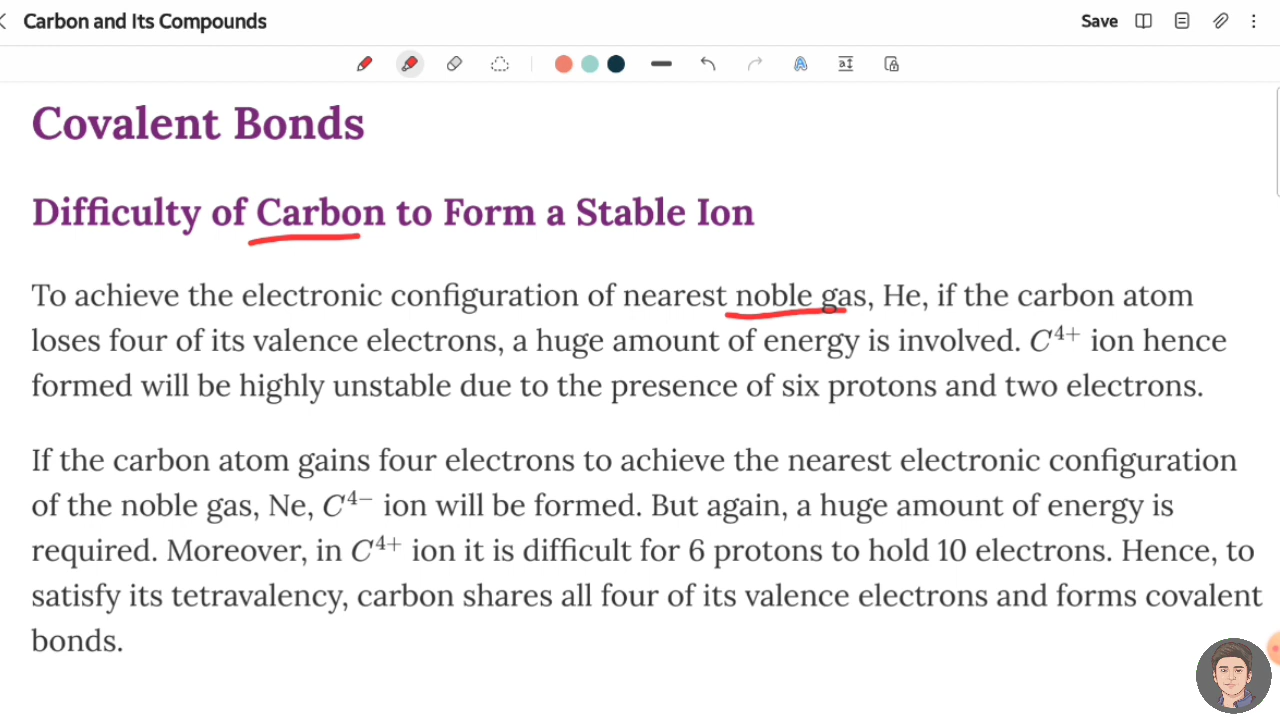 Carbon and Its Compounds
Save
Covalent Bonds
Difficulty of Carbon to Form a Stable Ion
To achieve the electronic configuration of nearest noble gas, He, if the carbon atom
loses four of its valence electrons, a huge amount of energy is involved. C⁴⁺ ion hence
formed will be highly unstable due to the presence of six protons and two electrons.
If the carbon atom gains four electrons to achieve the nearest electronic configuration
of the noble gas, Ne, C⁴⁻ ion will be formed. But again, a huge amount of energy is
required. Moreover, in C⁴⁺ ion it is difficult for 6 protons to hold 10 electrons. Hence, to
satisfy its tetravalency, carbon shares all four of its valence electrons and forms covalent
bonds.